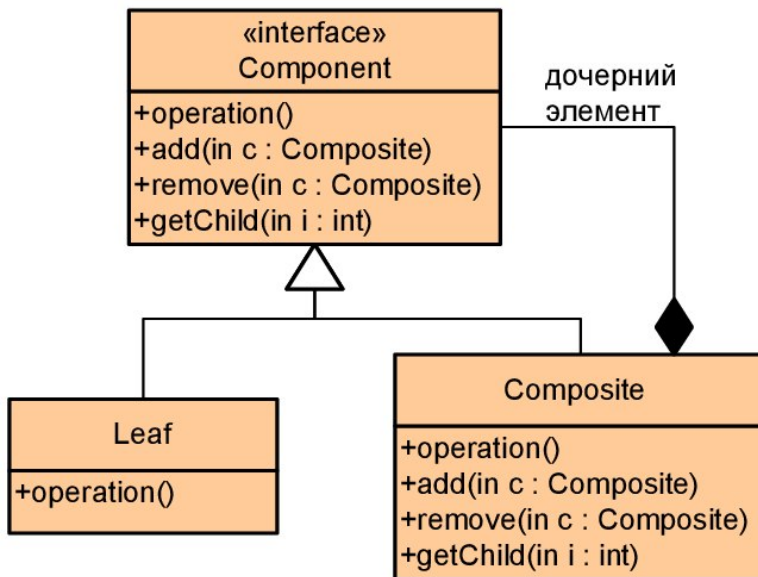 «interface»
Component
+operation()
+add(in c : Composite)
+remove(in c : Composite)
+getChild(in i : int)
дочерний
элемент
Leaf
+operation()
Composite
+operation()
+add(in c : Composite)
+remove(in c : Composite)
+getChild(in i : int)